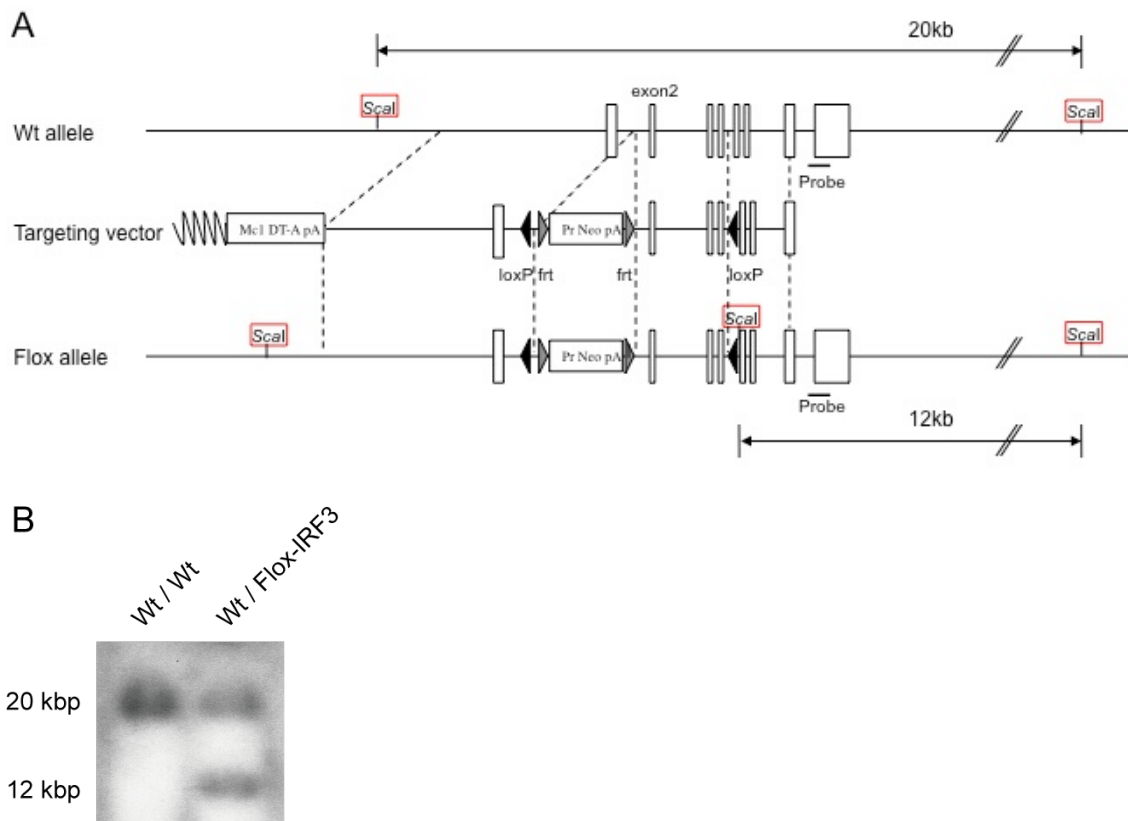 A
20kb
exon2
ScaI
ScaI
Wt allele
Probe
Targeting vector
Mc1 DT-A pA
Pr Neo pA
loxP frt
frt
loxP
ScaI
ScaI
ScaI
Flox allele
Pr Neo pA
Probe
12kb
B
Wt / Wt
Wt / Flox-IRF3
20 kbp
12 kbp